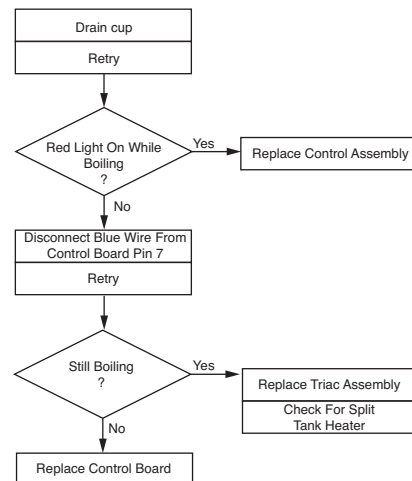 Drain cup
Retry
Red Light On While
Boiling
?
Yes
Replace Control Assembly
No
Disconnect Blue Wire From
Control Board Pin 7
Retry
Still Boiling
?
Yes
Replace Triac Assembly
Check For Split
Tank Heater
No
Replace Control Board